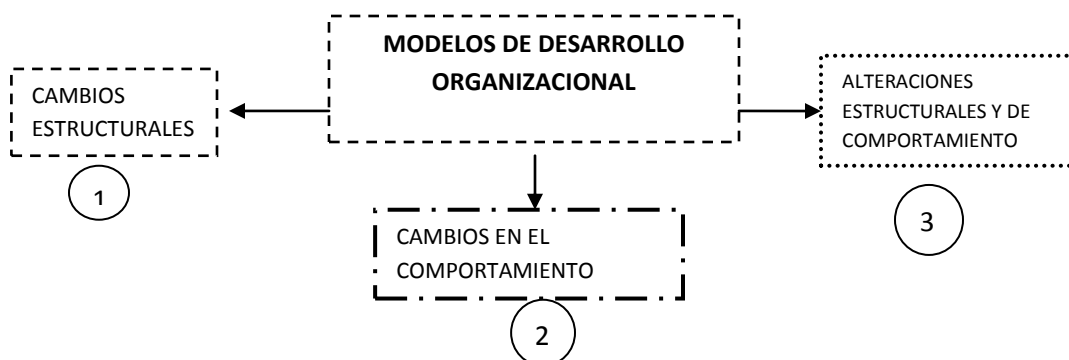 MODELOS DE DESARROLLO
ORGANIZACIONAL
CAMBIOS
ESTRUCTURALES
1
CAMBIOS EN EL
COMPORTAMIENTO
2
ALTERACIONES
ESTRUCTURALES Y DE
COMPORTAMIENTO
3